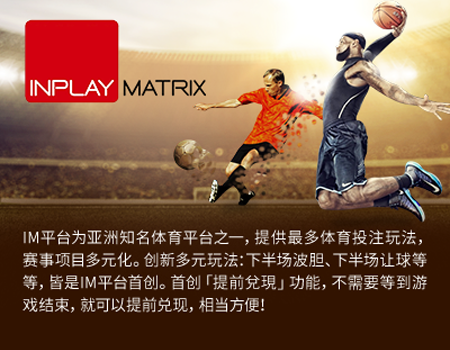 INPLAY MATRIX
IM平台为亚洲知名体育平台之一，提供最多体育投注玩法，
赛事项目多元化。创新多元玩法：下半场波胆、下半场让球等
等，皆是IM平台首创。首创「提前兌現」功能，不需要等到游
戏结束，就可以提前兑现，相当方便！